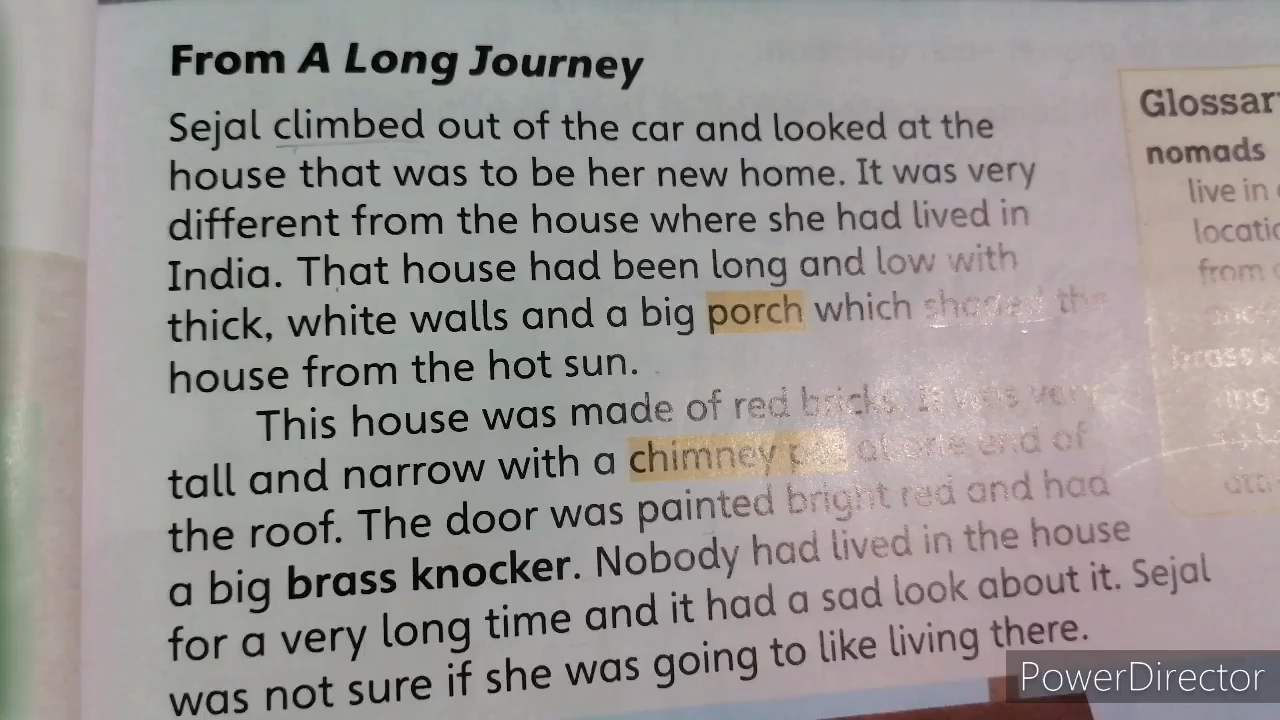 From A Long Journey
Sejal climbed out of the car and looked at the
house that was to be her new home. It was very
different from the house where she had lived in
India. That house had been long and low with
thick, white walls and a big porch which shaded the
house from the hot sun.
This house was made of red bricks. It was very
tall and narrow with a chimney at one end of
the roof. The door was painted bright red and had
a big brass knocker. Nobody had lived in the house
for a very long time and it had a sad look about it. Sejal
was not sure if she was going to like living there.
Glossar
nomads
live in
locatio
from
brass
PowerDirector